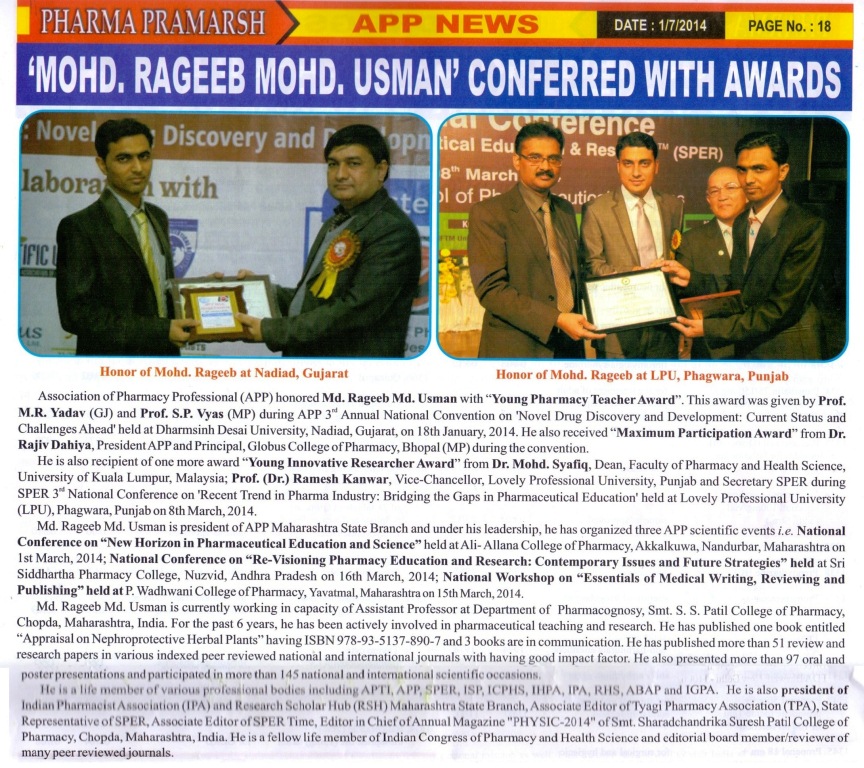 PHARMA PRAMARSH APP NEWS DATE : 1/7/2014 PAGE No. : 18
‘MOHD. RAGEEB MOHD. USMAN’ CONFERRED WITH AWARDS
: Novel Discovery and
with
Conference
tical Educ & Res ™ (SPER)
8th March
Honor of Mohd. Rageeb at Nadiad, Gujarat
Honor of Mohd. Rageeb at LPU, Phagwara, Punjab
Association of Pharmacy Professional (APP) honored Md. Rageeb Md. Usman with “Young Pharmacy Teacher Award”. This award was given by Prof.
M.R. Yadav (GJ) and Prof. S.P. Vyas (MP) during APP 3rd Annual National Convention on 'Novel Drug Discovery and Development: Current Status and
Challenges Ahead' held at Dharmsinh Desai University, Nadiad, Gujarat, on 18th January, 2014. He also received “Maximum Participation Award” from Dr.
Rajiv Dahiya, President APP and Principal, Globus College of Pharmacy, Bhopal (MP) during the convention.
He is also recipient of one more award “Young Innovative Researcher Award” from Dr. Mohd. Syafiq, Dean, Faculty of Pharmacy and Health Science,
University of Kuala Lumpur, Malaysia; Prof. (Dr.) Ramesh Kanwar, Vice-Chancellor, Lovely Professional University, Punjab and Secretary SPER during
SPER 3rd National Conference on 'Recent Trend in Pharma Industry: Bridging the Gaps in Pharmaceutical Education' held at Lovely Professional University
(LPU), Phagwara, Punjab on 8th March, 2014.
Md. Rageeb Md. Usman is president of APP Maharashtra State Branch and under his leadership, he has organized three APP scientific events i.e. National
Conference on “New Horizon in Pharmaceutical Education and Science” held at Ali- Allana College of Pharmacy, Akkalkuwa, Nandurbar, Maharashtra on
1st March, 2014; National Conference on “Re-Visioning Pharmacy Education and Research: Contemporary Issues and Future Strategies” held at Sri
Siddhartha Pharmacy College, Nuzvid, Andhra Pradesh on 16th March, 2014; National Workshop on “Essentials of Medical Writing, Reviewing and
Publishing” held at P. Wadhwani College of Pharmacy, Yavatmal, Maharashtra on 15th March, 2014.
Md. Rageeb Md. Usman is currently working in capacity of Assistant Professor at Department of Pharmacognosy, Smt. S. S. Patil College of Pharmacy,
Chopda, Maharashtra, India. For the past 6 years, he has been actively involved in pharmaceutical teaching and research. He has published one book entitled
“Appraisal on Nephroprotective Herbal Plants” having ISBN 978-93-5137-890-7 and 3 books are in communication. He has published more than 51 review and
research papers in various indexed peer reviewed national and international journals with having good impact factor. He also presented more than 97 oral and
poster presentations and participated in more than 145 national and international scientific occasions.
He is a life member of various professional bodies including APTI, APP, SPER, ISP, ICPHS, IHPA, IPA, RHS, ABAP and IGPA. He is also president of
Indian Pharmacist Association (IPA) and Research Scholar Hub (RSH) Maharashtra State Branch, Associate Editor of Tyagi Pharmacy Association (TPA), State
Representative of SPER, Associate Editor of SPER Time, Editor in Chief of Annual Magazine "PHYSIC-2014" of Smt. Sharadchandrika Suresh Patil College of
Pharmacy, Chopda, Maharashtra, India. He is a fellow life member of Indian Congress of Pharmacy and Health Science and editorial board member/reviewer of
many peer reviewed journals.